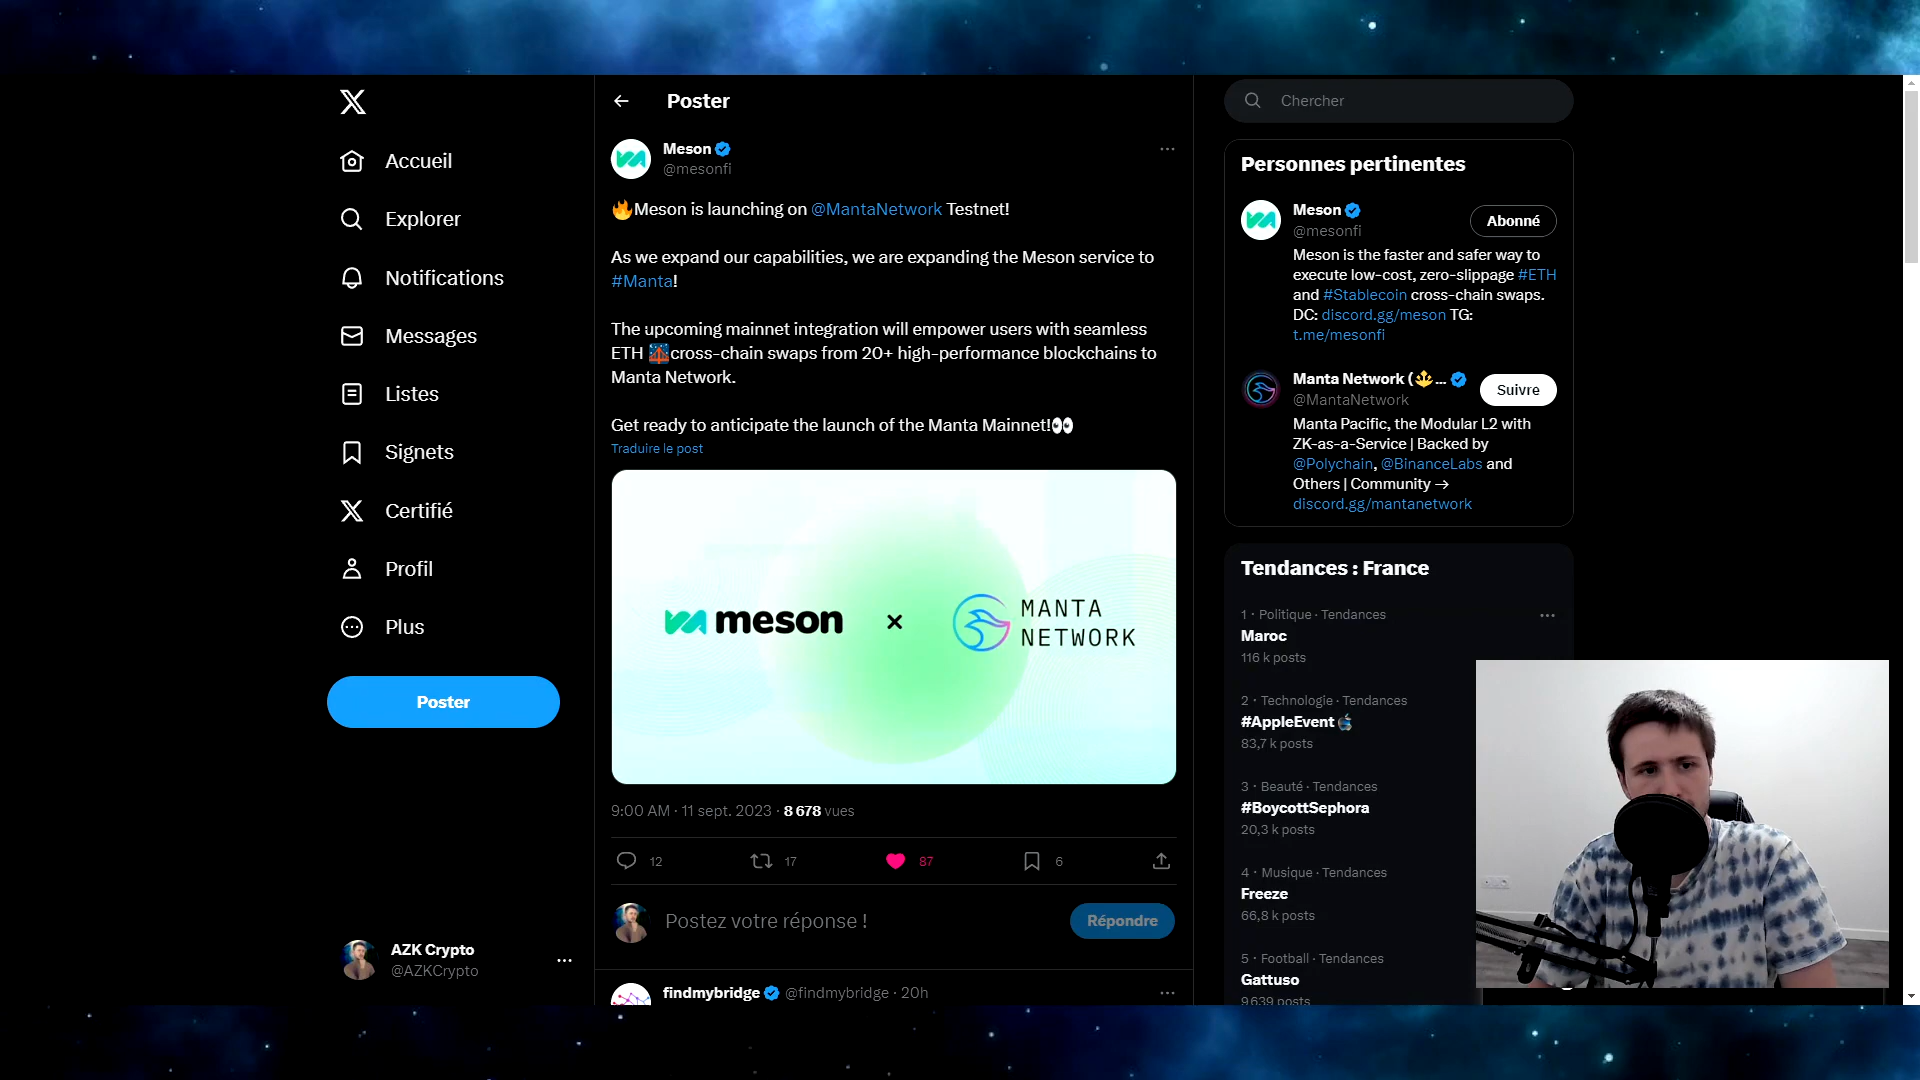 Accueil
Explorer
Notifications
Messages
Listes
Signets
Certifié
Profil
Plus
Poster
AZK Crypto
@AZKCrypto
Poster
Meson
@mesonfi
🔥Meson is launching on @MantaNetwork Testnet!
As we expand our capabilities, we are expanding the Meson service to
#Manta!
The upcoming mainnet integration will empower users with seamless
ETH 🌉cross-chain swaps from 20+ high-performance blockchains to
Manta Network.
Get ready to anticipate the launch of the Manta Mainnet!👀
Traduire le post
meson × MANTA
NETWORK
9:00 AM · 11 sept. 2023 · 8 678 vues
12 17 87 6
Postez votre réponse !
Répondre
findmybridge @findmybridge · 20h
Chercher
Personnes pertinentes
Meson
@mesonfi
Abonné
Meson is the faster and safer way to
execute low-cost, zero-slippage #ETH
and #Stablecoin cross-chain swaps.
DC: discord.gg/meson TG:
t.me/mesonfi
Manta Network (🔱...
@MantaNetwork
Suivre
Manta Pacific, the Modular L2 with
ZK-as-a-Service | Backed by
@Polychain, @BinanceLabs and
Others | Community →
discord.gg/mantanetwork
Tendances : France
1 · Politique · Tendances
Maroc
116 k posts
2 · Technologie · Tendances
#AppleEvent
83,7 k posts
3 · Beauté · Tendances
#BoycottSephora
20,3 k posts
4 · Musique · Tendances
Freeze
66,8 k posts
5 · Football · Tendances
Gattuso
9 639 posts